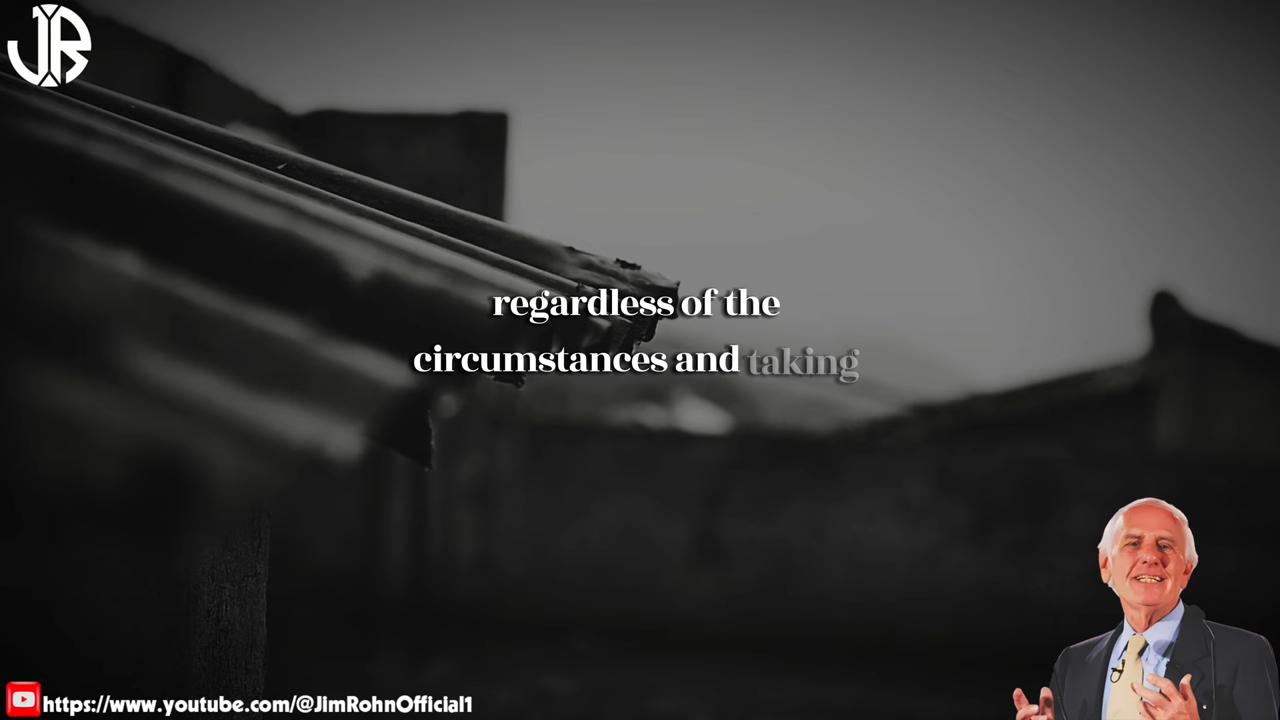 JR
regardless of the
circumstances and taking
https://www.youtube.com/@JimRohnOfficial1